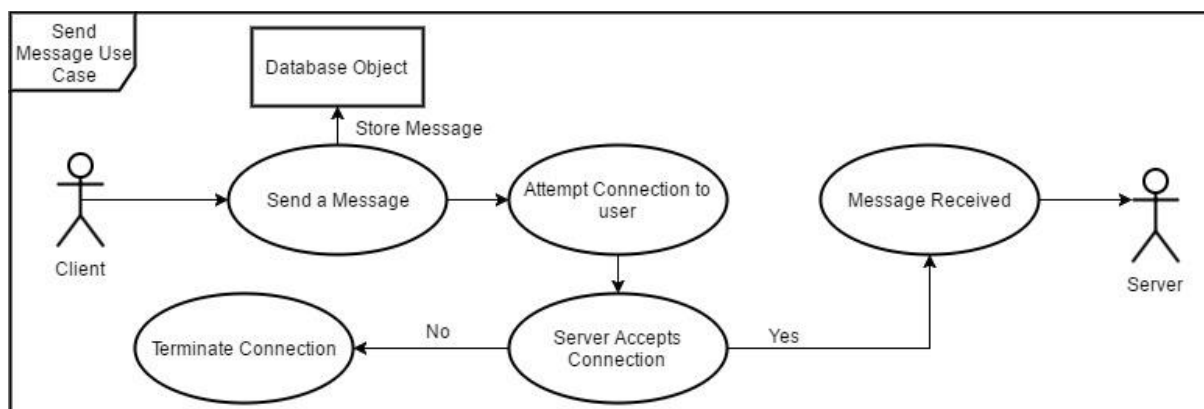 Send
Message Use
Case
Database Object
Store Message
Send a Message
Attempt Connection to
user
Message Received
Client
Server
Terminate Connection
No
Server Accepts
Connection
Yes